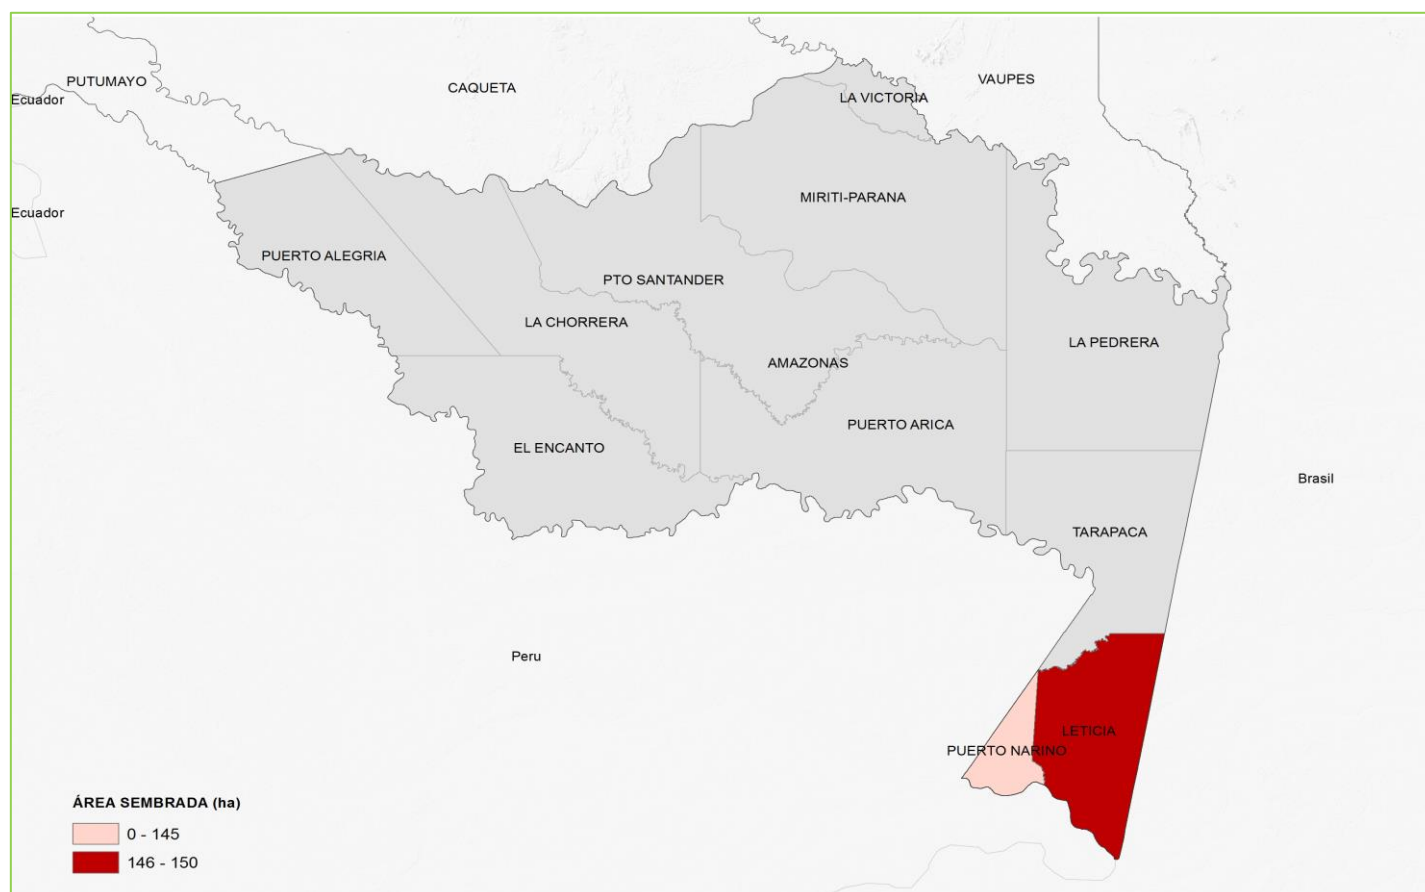 PUTUMAYO
CAQUETA
VAUPES
Ecuador
LA VICTORIA
MIRITI-PARANA
Ecuador
PUERTO ALEGRIA
PTO SANTANDER
LA CHORRERA
LA PEDRERA
AMAZONAS
PUERTO ARICA
EL ENCANTO
Brasil
TARAPACA
Peru
LETICIA
PUERTO NARINO
ÁREA SEMBRADA (ha)
0 - 145
146 - 150